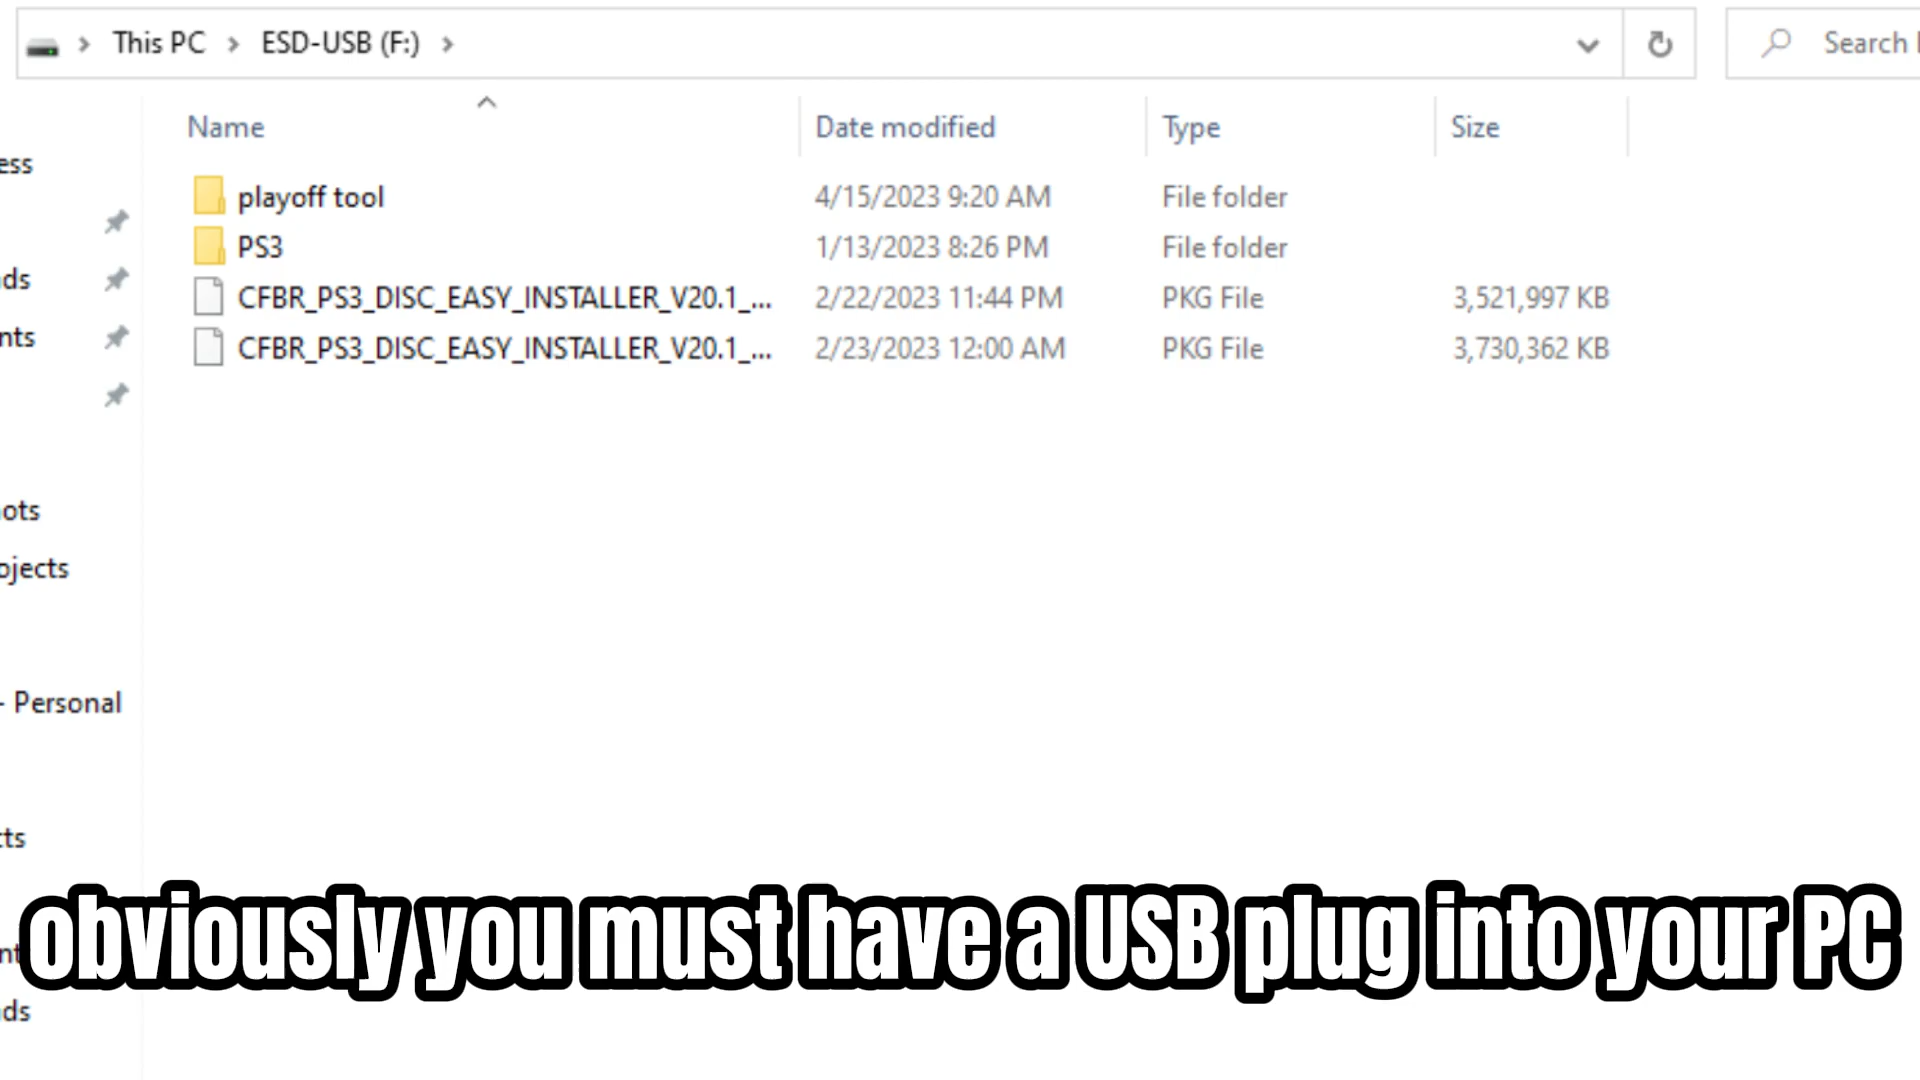 This PC > ESD-USB (F:) >
Search
Name Date modified Type Size
playoff tool 4/15/2023 9:20 AM File folder
PS3 1/13/2023 8:26 PM File folder
CFBR_PS3_DISC_EASY_INSTALLER_V20.1_... 2/22/2023 11:44 PM PKG File 3,521,997 KB
CFBR_PS3_DISC_EASY_INSTALLER_V20.1_... 2/23/2023 12:00 AM PKG File 3,730,362 KB
ess
ds
nts
ots
ojects
- Personal
cts
ds
obviously you must have a USB plug into your PC